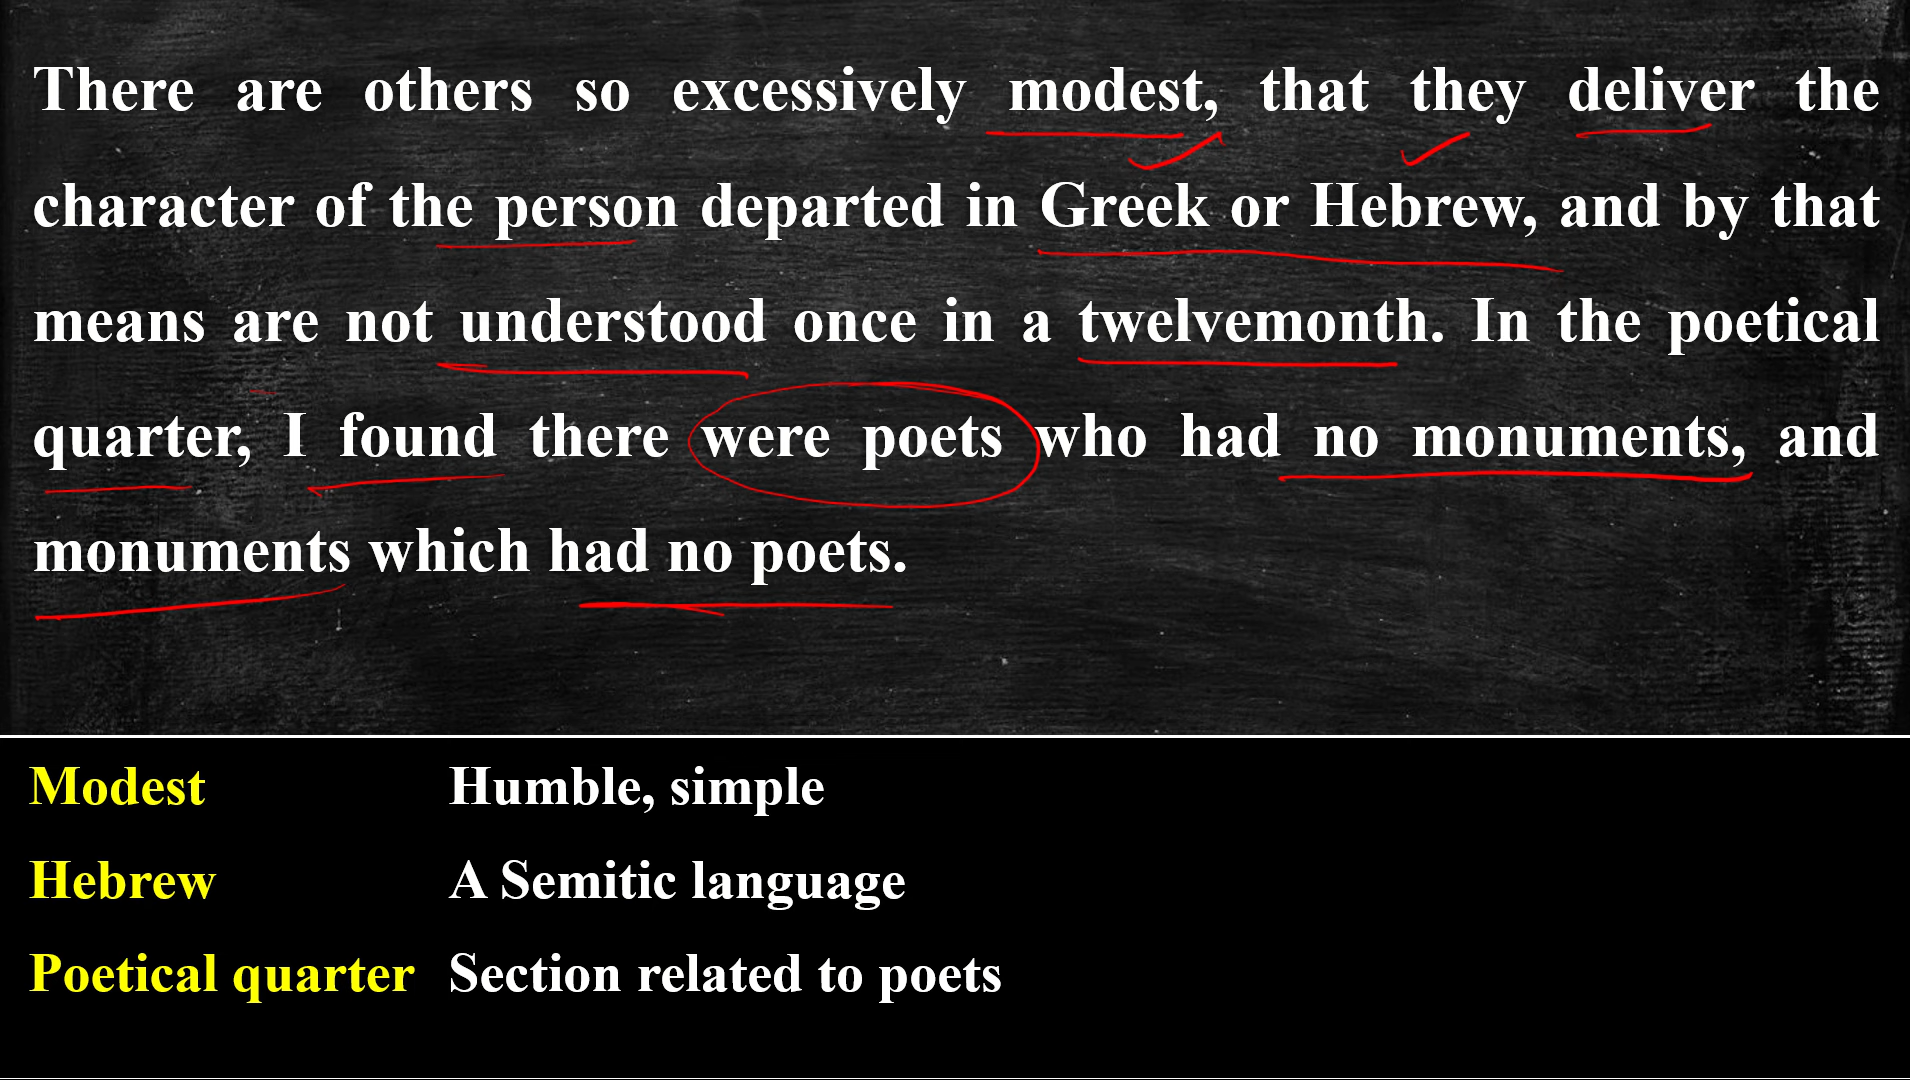 There are others so excessively modest, that they deliver the
character of the person departed in Greek or Hebrew, and by that
means are not understood once in a twelvemonth. In the poetical
quarter, I found there were poets who had no monuments, and
monuments which had no poets.
Modest Humble, simple
Hebrew A Semitic language
Poetical quarter Section related to poets